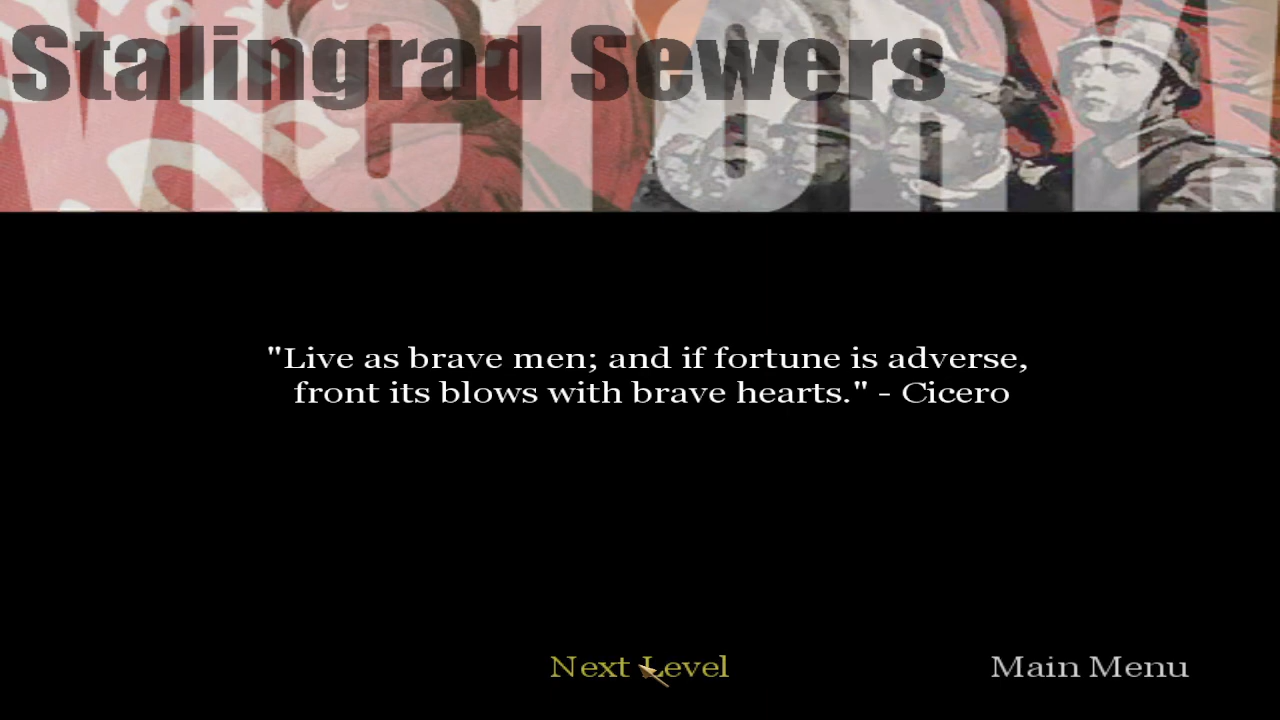 VICTORY
Stalingrad Sewers
"Live as brave men; and if fortune is adverse,
front its blows with brave hearts." - Cicero
Next Level
Main Menu